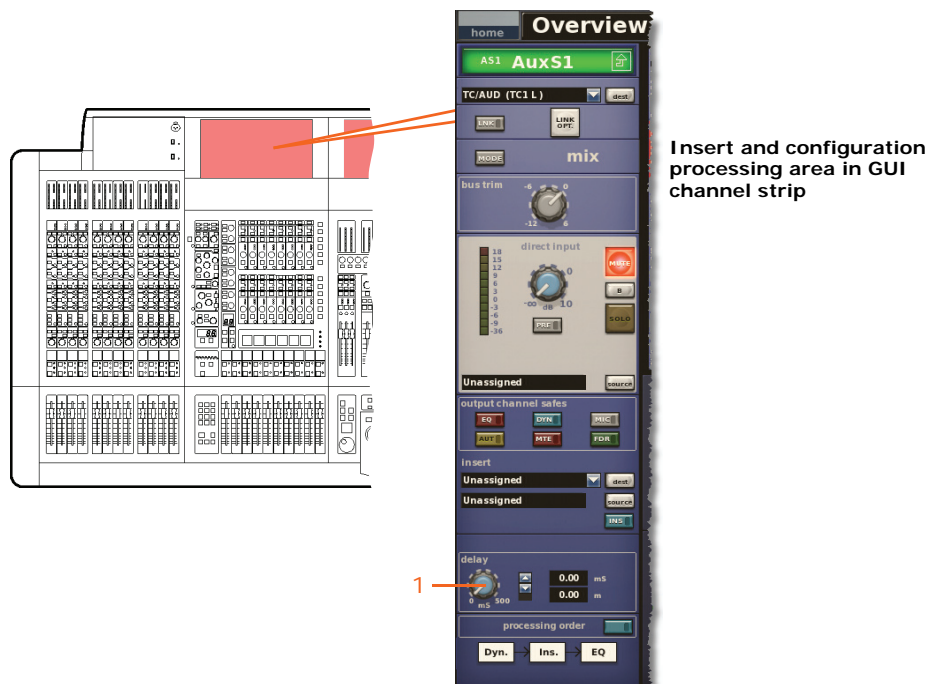 home
Overview
AS1 AuxS1
TC/AUD (TC1 L)
dest
LNK
LINK
OPT.
MODE
mix
bus trim
-6
0
-12
6
direct input
18
15
12
9
6
3
0
-3
-6
-9
-36
0
-∞
dB
10
MUTE
B
SOLO
PRE
Unassigned
source
output channel safes
EQ
DYN
MIC
AUT
MTE
FDR
insert
Unassigned
dest
Unassigned
source
INS
delay
0
mS
500
0.00 mS
0.00 m
processing order
Dyn.
Ins.
EQ
1
Insert and configuration
processing area in GUI
channel strip